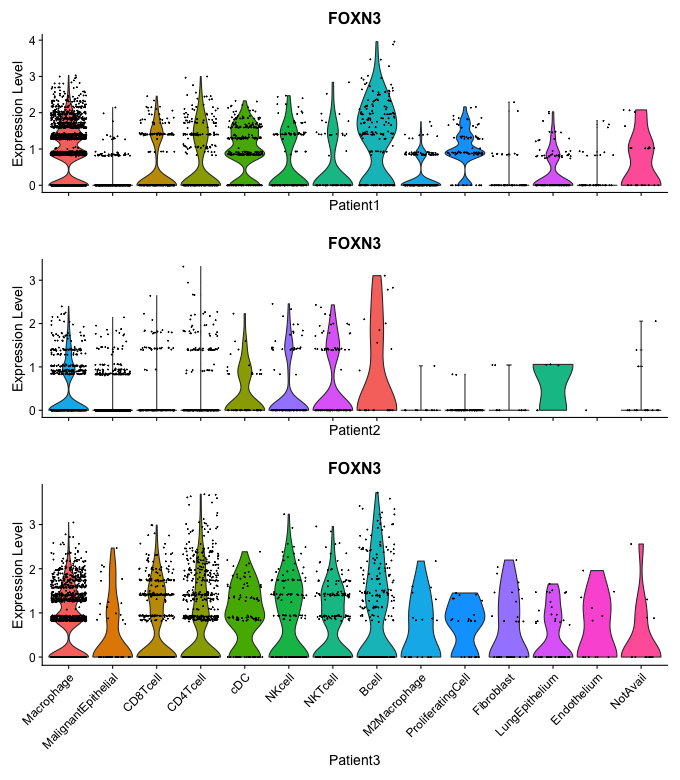 FOXN3
Expression Level
4
3
2
1
0
Patient1
FOXN3
Expression Level
3
2
1
0
Patient2
FOXN3
Expression Level
3
2
1
0
Macrophage
MalignantEpithelial
CD8Tcell
CD4Tcell
cDC
NKcell
NKTcell
Bcell
M2Macrophage
ProliferatingCell
Fibroblast
LungEpithelium
Endothelium
NotAvail
Patient3